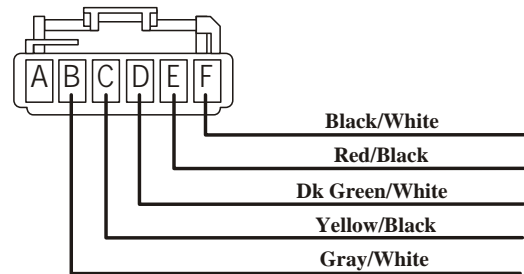 A B C D E F
Black/White
Red/Black
Dk Green/White
Yellow/Black
Gray/White